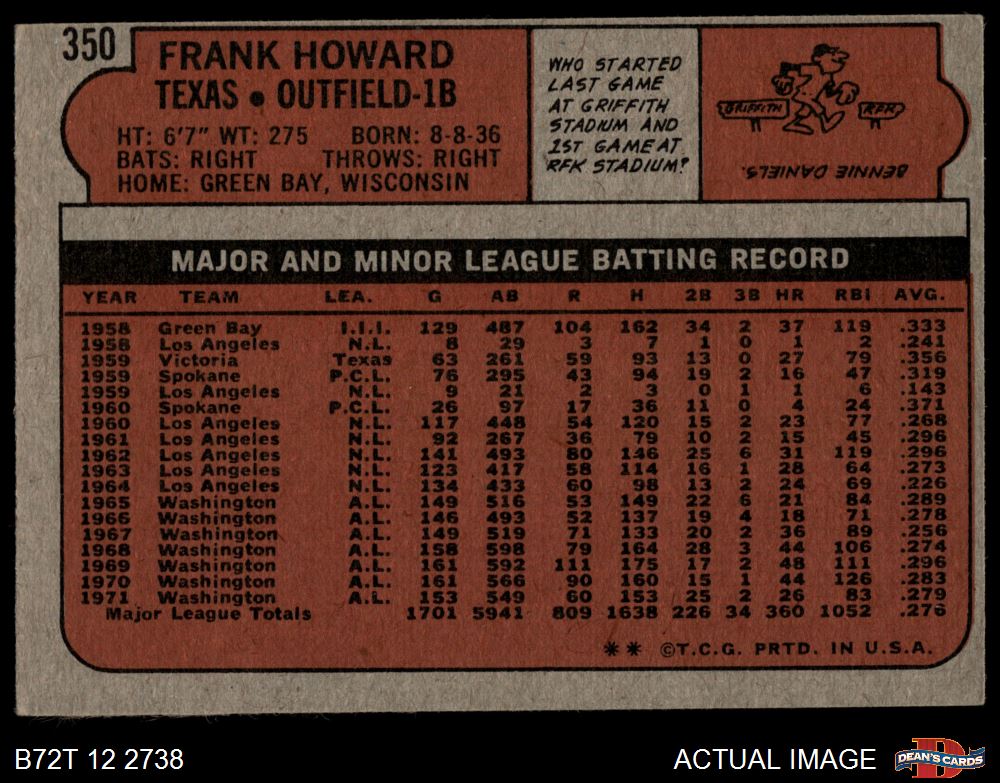 350
FRANK HOWARD
TEXAS • OUTFIELD-1B
HT: 6'7" WT: 275 BORN: 8-8-36
BATS: RIGHT THROWS: RIGHT
HOME: GREEN BAY, WISCONSIN
WHO STARTED
LAST GAME
AT GRIFFITH
STADIUM AND
1ST GAME AT
RFK STADIUM?
GRIFFITH
RFK
BENNIE DANIELS.
MAJOR AND MINOR LEAGUE BATTING RECORD
YEAR TEAM LEA. G AB R H 2B 3B HR RBI AVG.
1958 Green Bay I.I.I. 129 487 104 162 34 2 37 119 .333
1958 Los Angeles N.L. 8 29 3 7 1 0 1 2 .241
1959 Victoria Texas 63 261 59 93 13 0 27 79 .356
1959 Spokane P.C.L. 76 295 43 94 19 2 16 47 .319
1959 Los Angeles N.L. 9 21 2 3 0 1 1 6 .143
1960 Spokane P.C.L. 26 97 17 36 11 0 4 24 .371
1960 Los Angeles N.L. 117 448 54 120 15 2 23 77 .268
1961 Los Angeles N.L. 92 267 36 79 10 2 15 45 .296
1962 Los Angeles N.L. 141 493 80 146 25 6 31 119 .296
1963 Los Angeles N.L. 123 417 58 114 16 1 28 64 .273
1964 Los Angeles N.L. 134 433 60 98 13 2 24 69 .226
1965 Washington A.L. 149 516 53 149 22 6 21 84 .289
1966 Washington A.L. 146 493 52 137 19 4 18 71 .278
1967 Washington A.L. 149 519 71 133 20 2 36 89 .256
1968 Washington A.L. 158 598 79 164 28 3 44 106 .274
1969 Washington A.L. 161 592 111 175 17 2 48 111 .296
1970 Washington A.L. 161 566 90 160 15 1 44 126 .283
1971 Washington A.L. 153 549 60 153 25 2 26 83 .279
Major League Totals 1701 5941 809 1638 226 34 360 1052 .276
** ©T.C.G. PRTD. IN U.S.A.
B72T 12 2738
ACTUAL IMAGE
D
DEAN'S CARDS